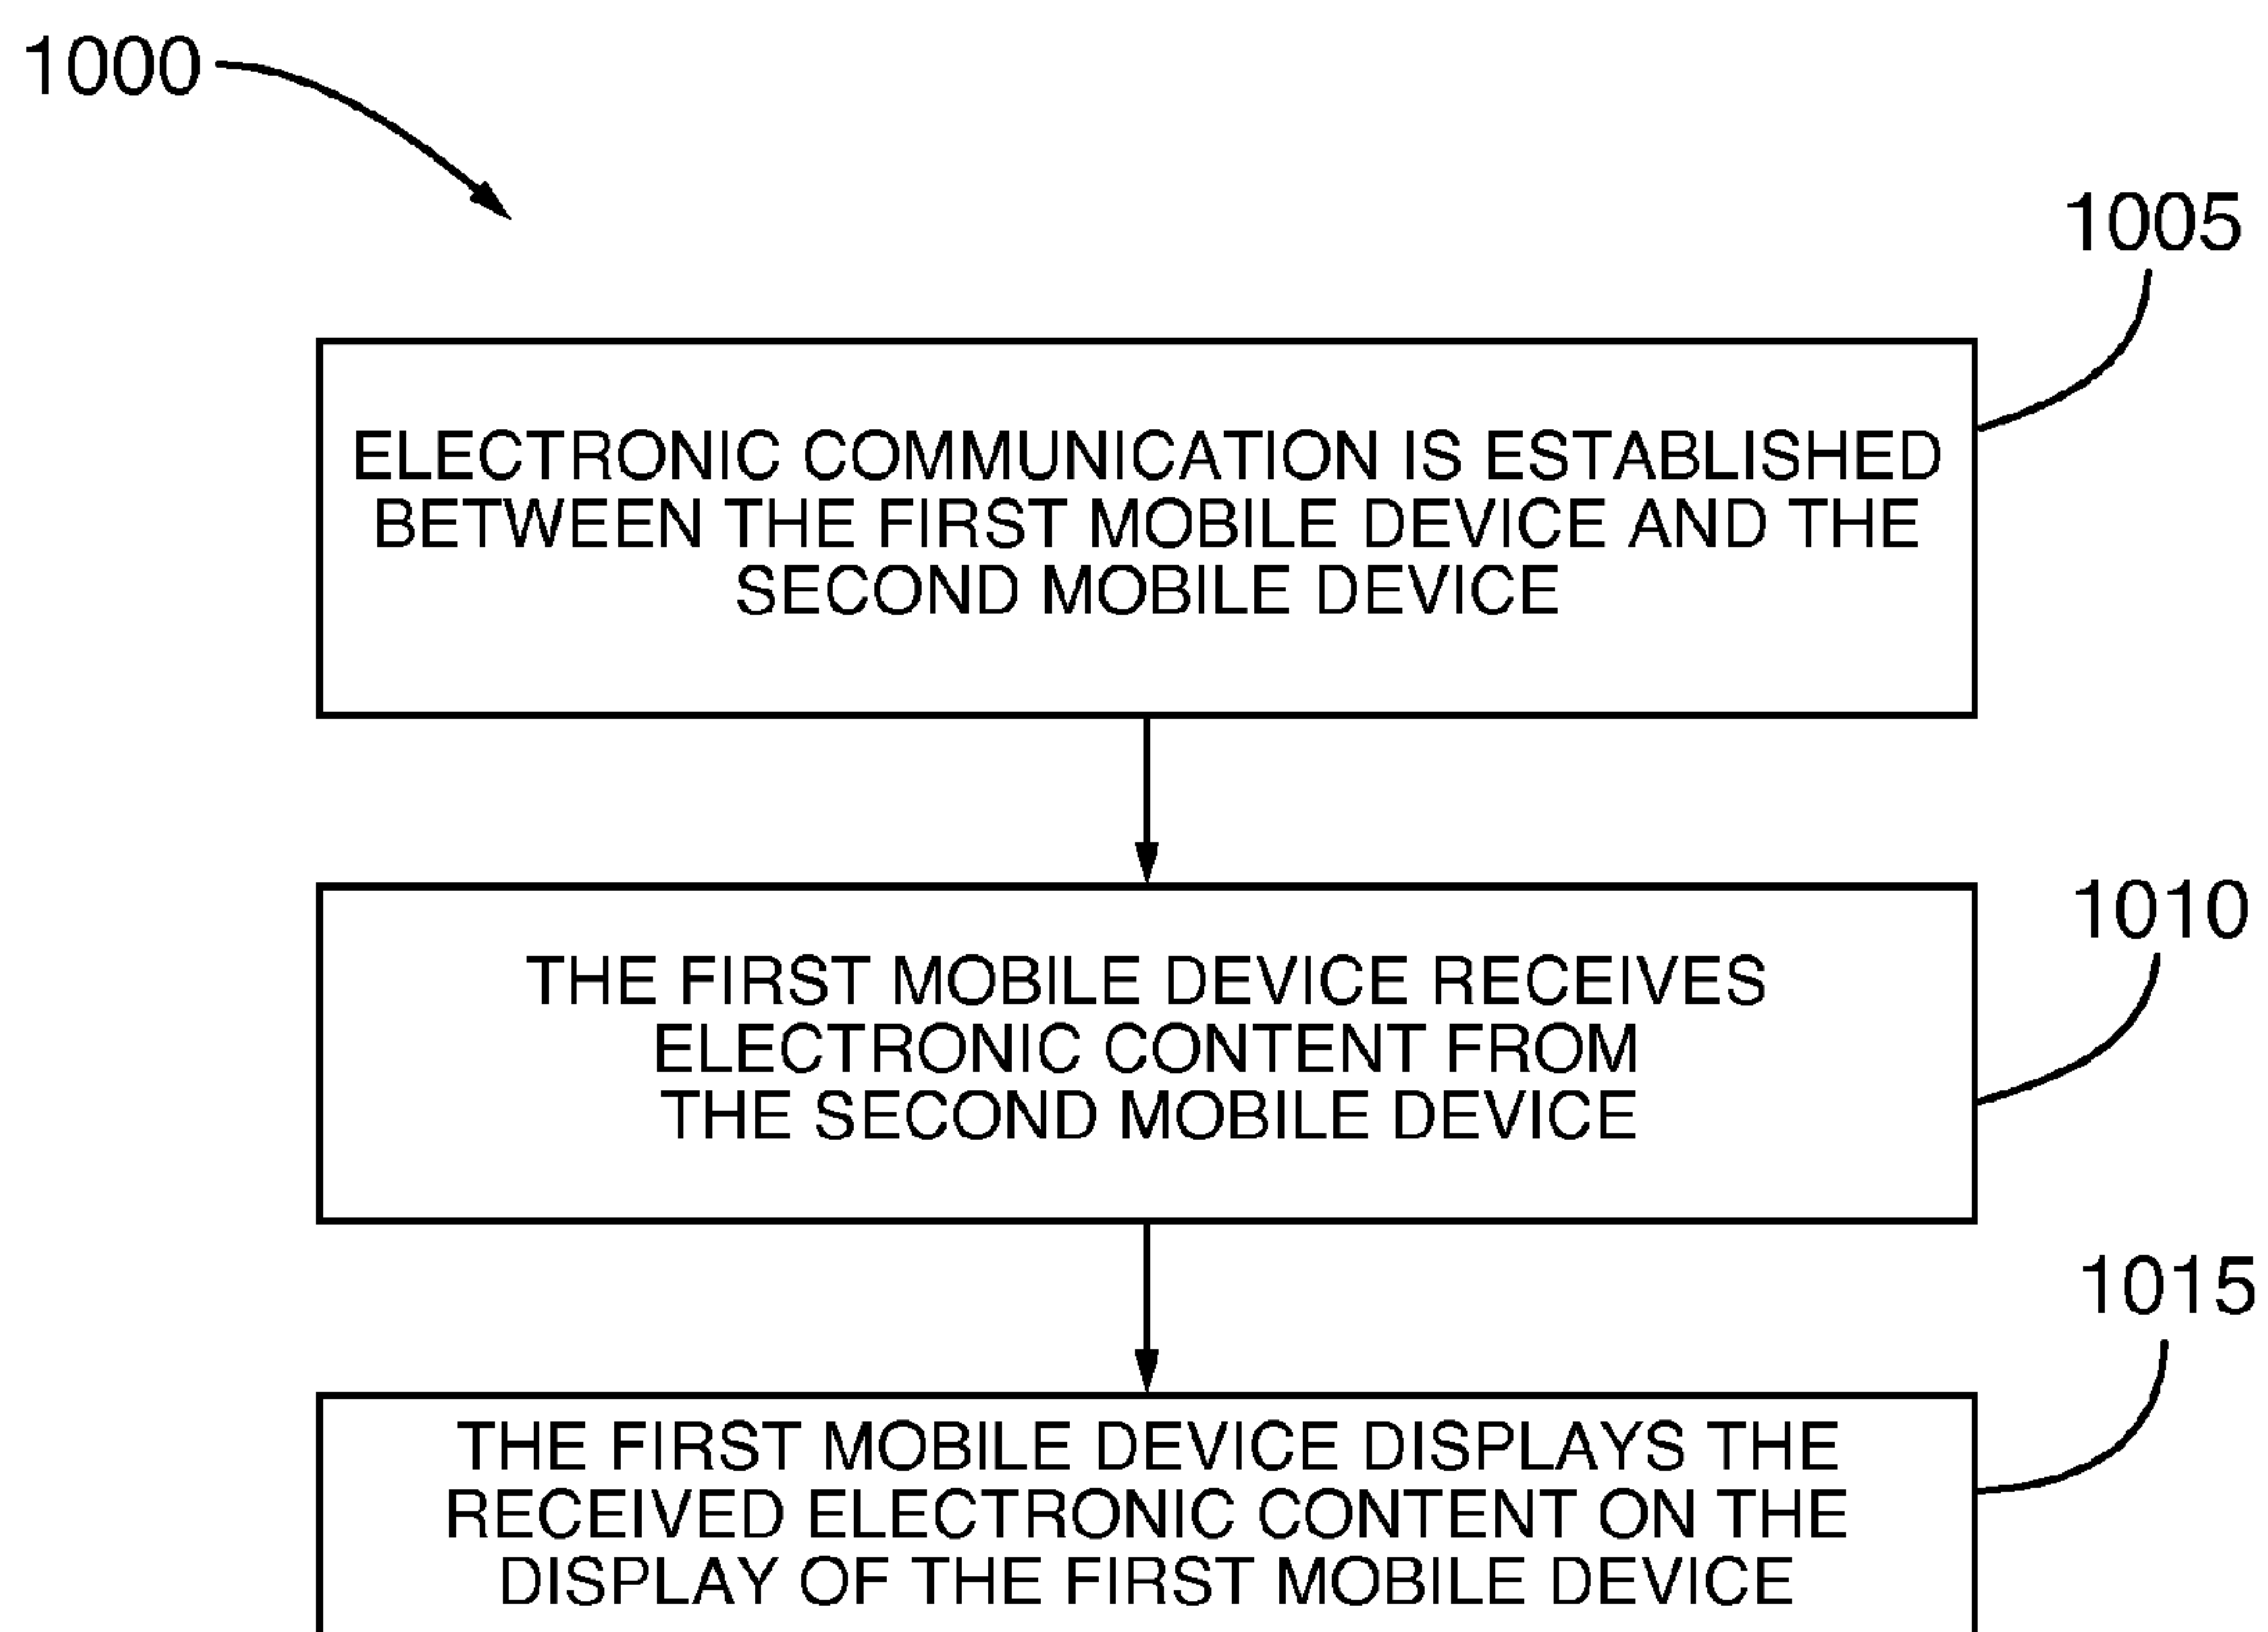 1000
1005
ELECTRONIC COMMUNICATION IS ESTABLISHED
BETWEEN THE FIRST MOBILE DEVICE AND THE
SECOND MOBILE DEVICE
1010
THE FIRST MOBILE DEVICE RECEIVES
ELECTRONIC CONTENT FROM
THE SECOND MOBILE DEVICE
1015
THE FIRST MOBILE DEVICE DISPLAYS THE
RECEIVED ELECTRONIC CONTENT ON THE
DISPLAY OF THE FIRST MOBILE DEVICE